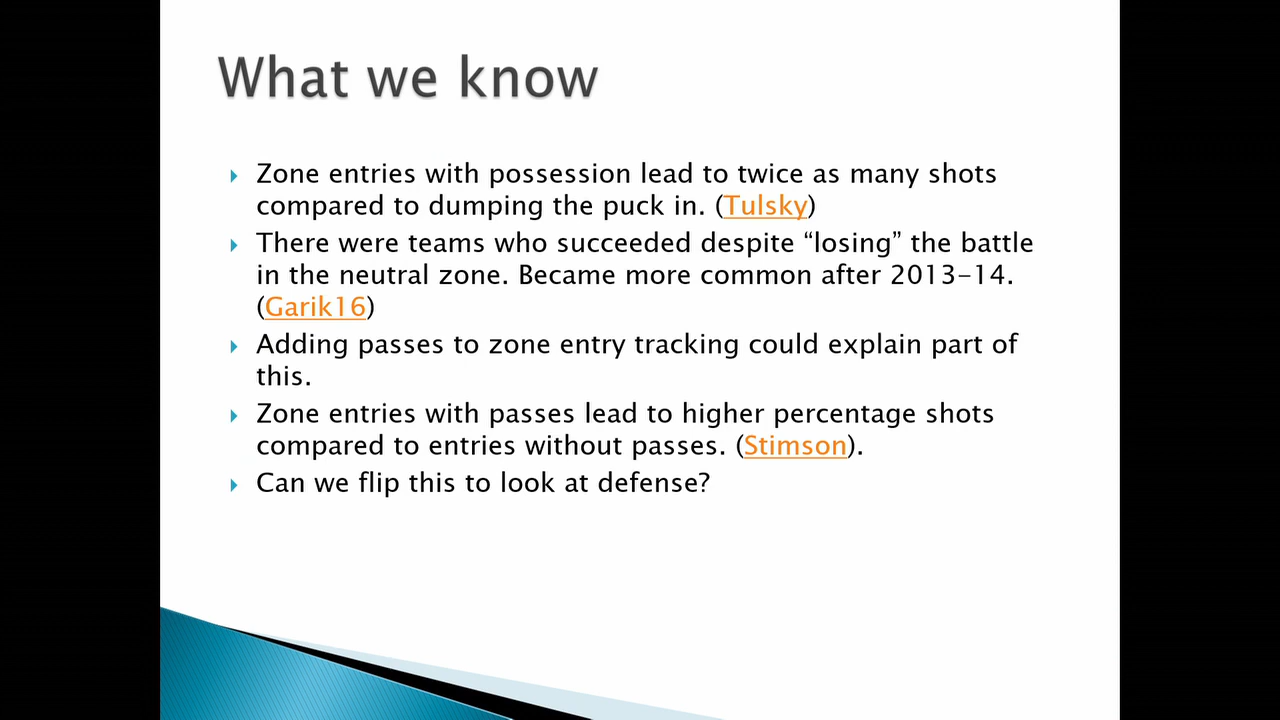 What we know
Zone entries with possession lead to twice as many shots
compared to dumping the puck in. (Tulsky)
There were teams who succeeded despite “losing” the battle
in the neutral zone. Became more common after 2013-14.
(Garik16)
Adding passes to zone entry tracking could explain part of
this.
Zone entries with passes lead to higher percentage shots
compared to entries without passes. (Stimson).
Can we flip this to look at defense?